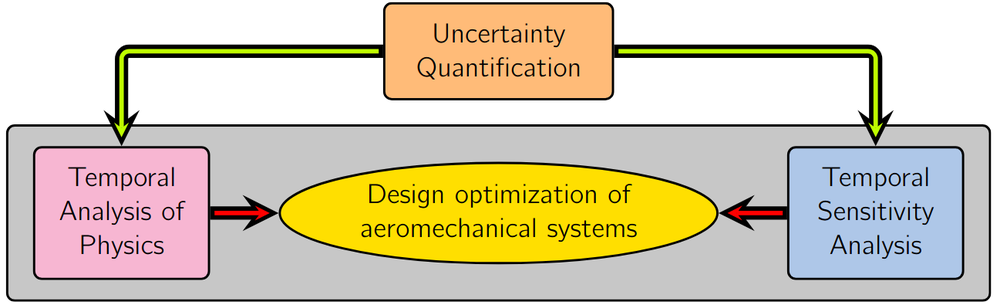 Uncertainty
Quantification
Temporal
Analysis of
Physics
Design optimization of
aeromechanical systems
Temporal
Sensitivity
Analysis